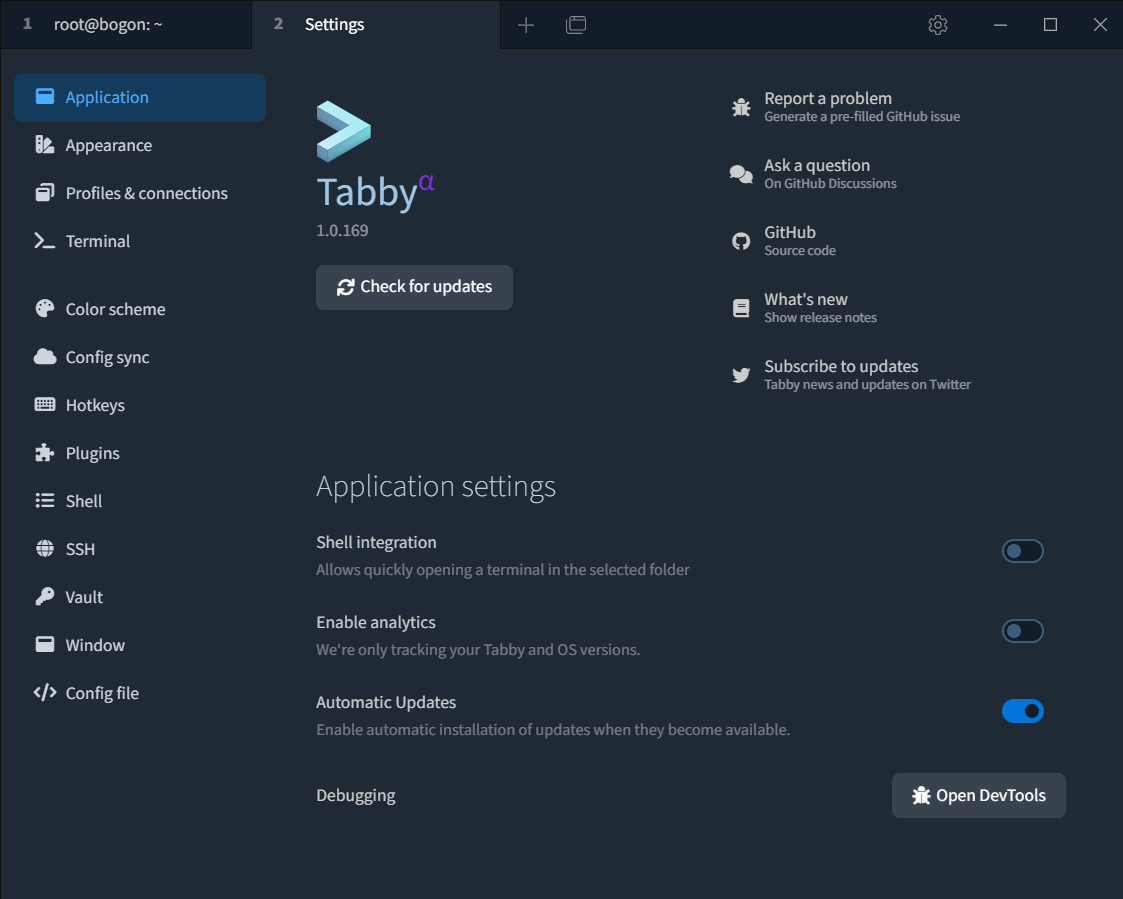 1 root@bogon: ~
2 Settings
Application
Appearance
Profiles & connections
Terminal
Color scheme
Config sync
Hotkeys
Plugins
Shell
SSH
Vault
Window
Config file
Tabbyα
1.0.169
Check for updates
Report a problem
Generate a pre-filled GitHub issue
Ask a question
On GitHub Discussions
GitHub
Source code
What's new
Show release notes
Subscribe to updates
Tabby news and updates on Twitter
Application settings
Shell integration
Allows quickly opening a terminal in the selected folder
Enable analytics
We're only tracking your Tabby and OS versions.
Automatic Updates
Enable automatic installation of updates when they become available.
Debugging
Open DevTools